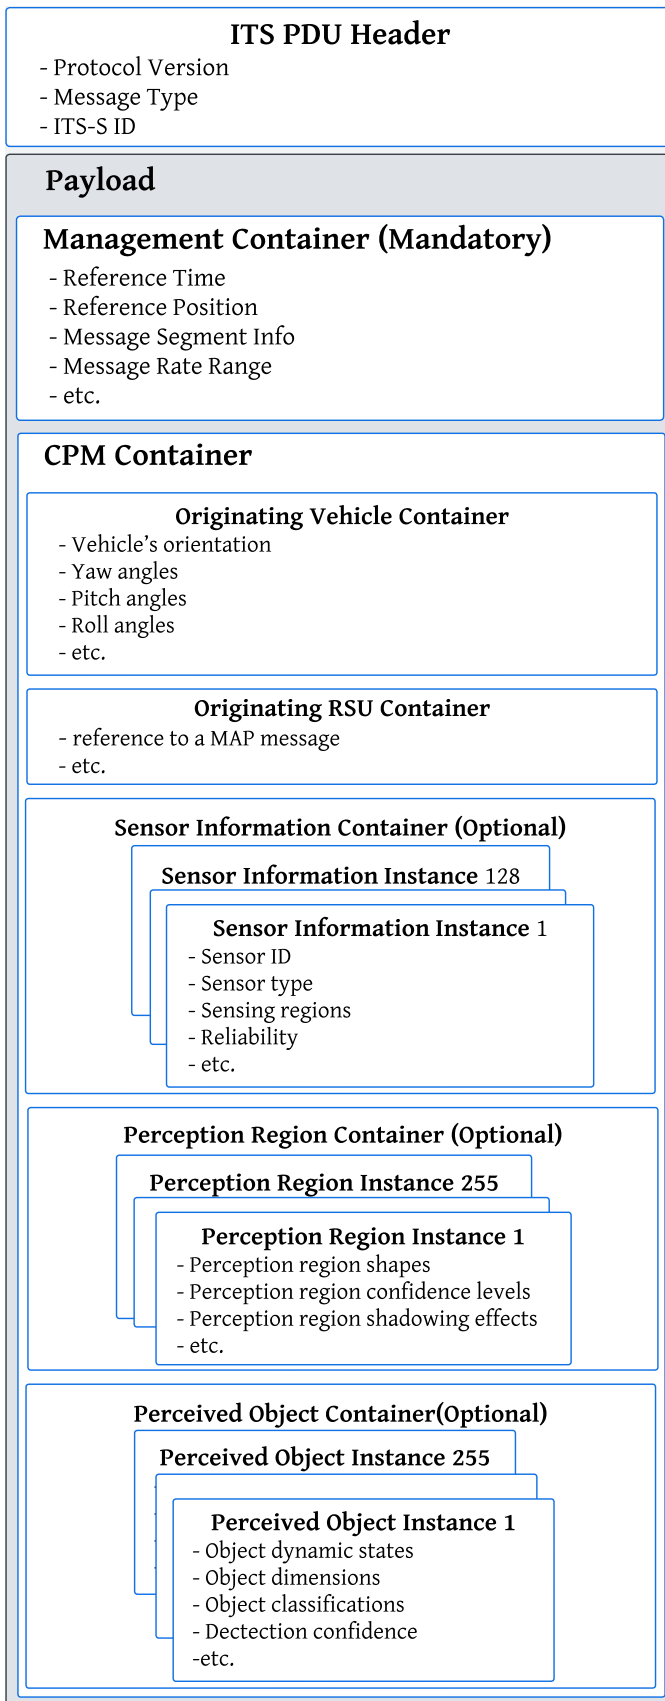 ITS PDU Header
- Protocol Version
- Message Type
- ITS-S ID
Payload
Management Container (Mandatory)
- Reference Time
- Reference Position
- Message Segment Info
- Message Rate Range
- etc.
CPM Container
Originating Vehicle Container
- Vehicle’s orientation
- Yaw angles
- Pitch angles
- Roll angles
- etc.
Originating RSU Container
- reference to a MAP message
- etc.
Sensor Information Container (Optional)
Sensor Information Instance 128
Sensor Information Instance 1
- Sensor ID
- Sensor type
- Sensing regions
- Reliability
- etc.
Perception Region Container (Optional)
Perception Region Instance 255
Perception Region Instance 1
- Perception region shapes
- Perception region confidence levels
- Perception region shadowing effects
- etc.
Perceived Object Container(Optional)
Perceived Object Instance 255
Perceived Object Instance 1
- Object dynamic states
- Object dimensions
- Object classifications
- Dectection confidence
-etc.